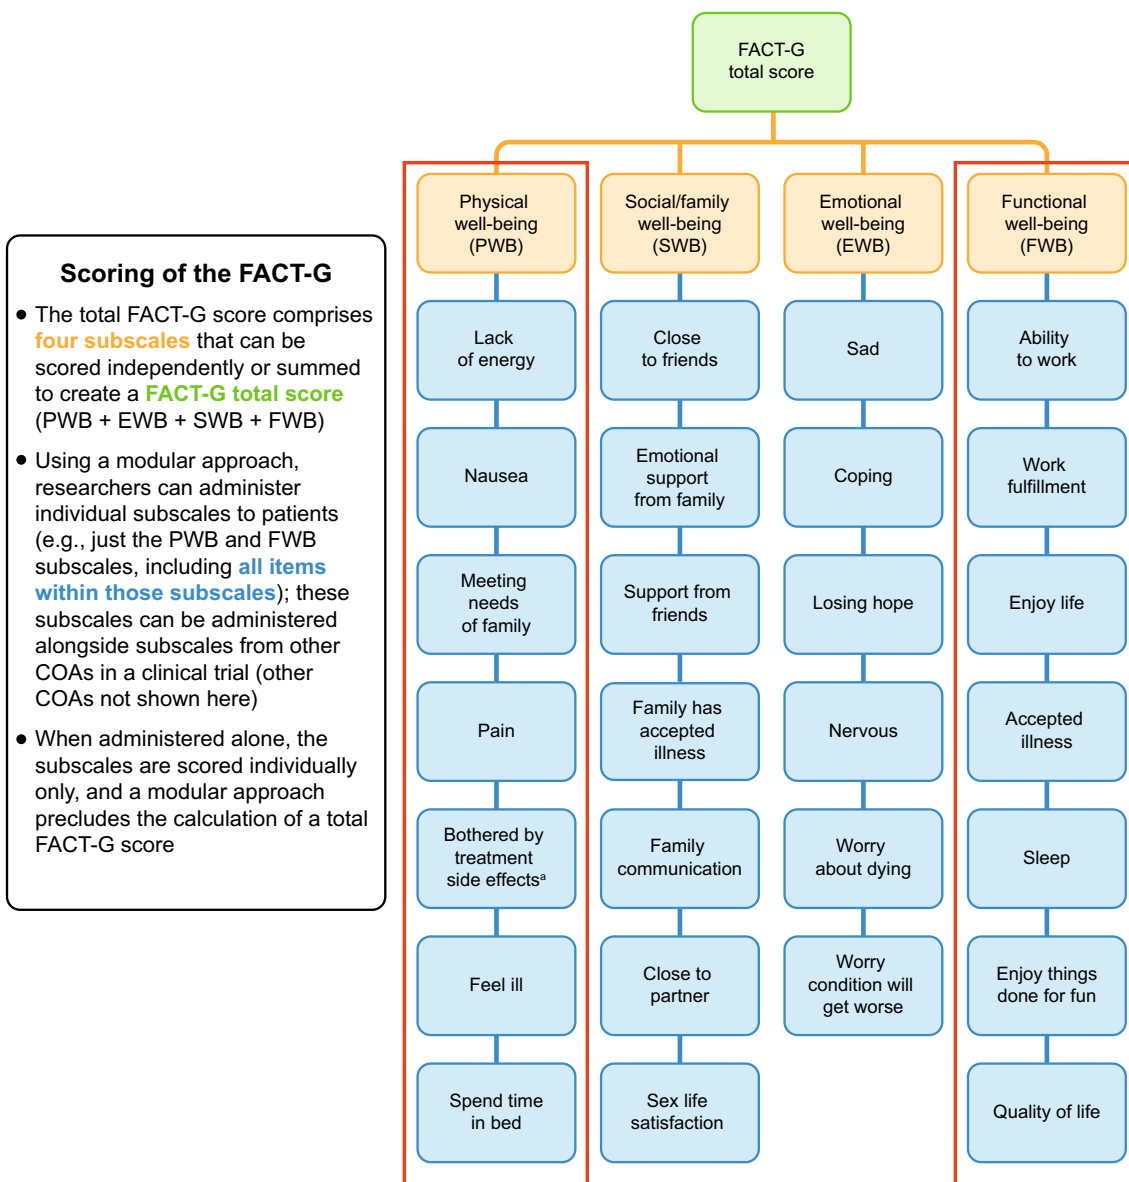 FACT-G
total score
Physical
well-being
(PWB)
Social/family
well-being
(SWB)
Emotional
well-being
(EWB)
Functional
well-being
(FWB)
Scoring of the FACT-G
● The total FACT-G score comprises
four subscales that can be
scored independently or summed
to create a FACT-G total score
(PWB + EWB + SWB + FWB)
● Using a modular approach,
researchers can administer
individual subscales to patients
(e.g., just the PWB and FWB
subscales, including all items
within those subscales); these
subscales can be administered
alongside subscales from other
COAs in a clinical trial (other
COAs not shown here)
● When administered alone, the
subscales are scored individually
only, and a modular approach
precludes the calculation of a total
FACT-G score
Lack
of energy
Nausea
Meeting
needs
of family
Pain
Bothered by
treatment
side effectsᵃ
Feel ill
Spend time
in bed
Close
to friends
Emotional
support
from family
Support from
friends
Family has
accepted
illness
Family
communication
Close to
partner
Sex life
satisfaction
Sad
Coping
Losing hope
Nervous
Worry
about dying
Worry
condition will
get worse
Ability
to work
Work
fulfillment
Enjoy life
Accepted
illness
Sleep
Enjoy things
done for fun
Quality of life